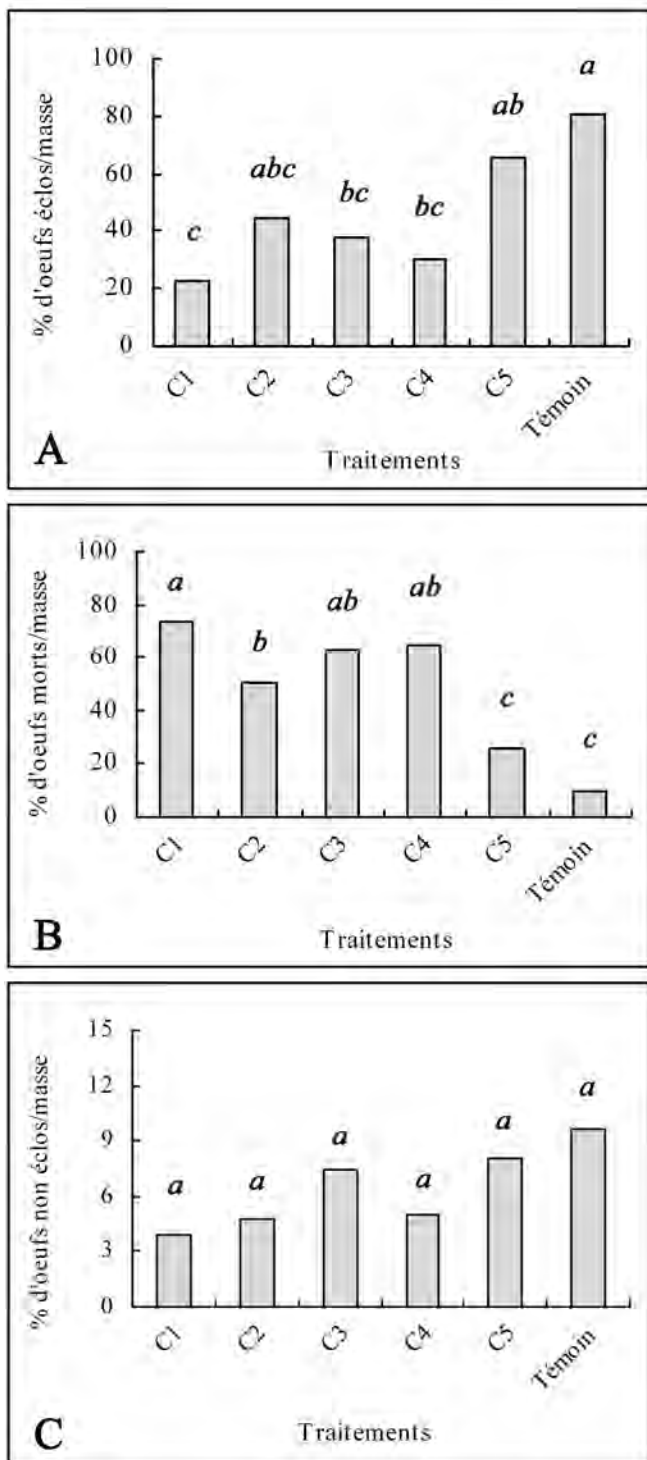 % d'oeufs éclos/masse
100
80
60
40
20
0
c
abc
bc
bc
ab
a
C1
C2
C3
C4
C5
Témoin
Traitements
A
% d'oeufs morts/masse
100
80
60
40
20
0
a
b
ab
ab
c
c
C1
C2
C3
C4
C5
Témoin
Traitements
B
% d'oeufs non éclos/masse
15
12
9
6
3
0
a
a
a
a
a
a
C1
C2
C3
C4
C5
Témoin
Traitements
C